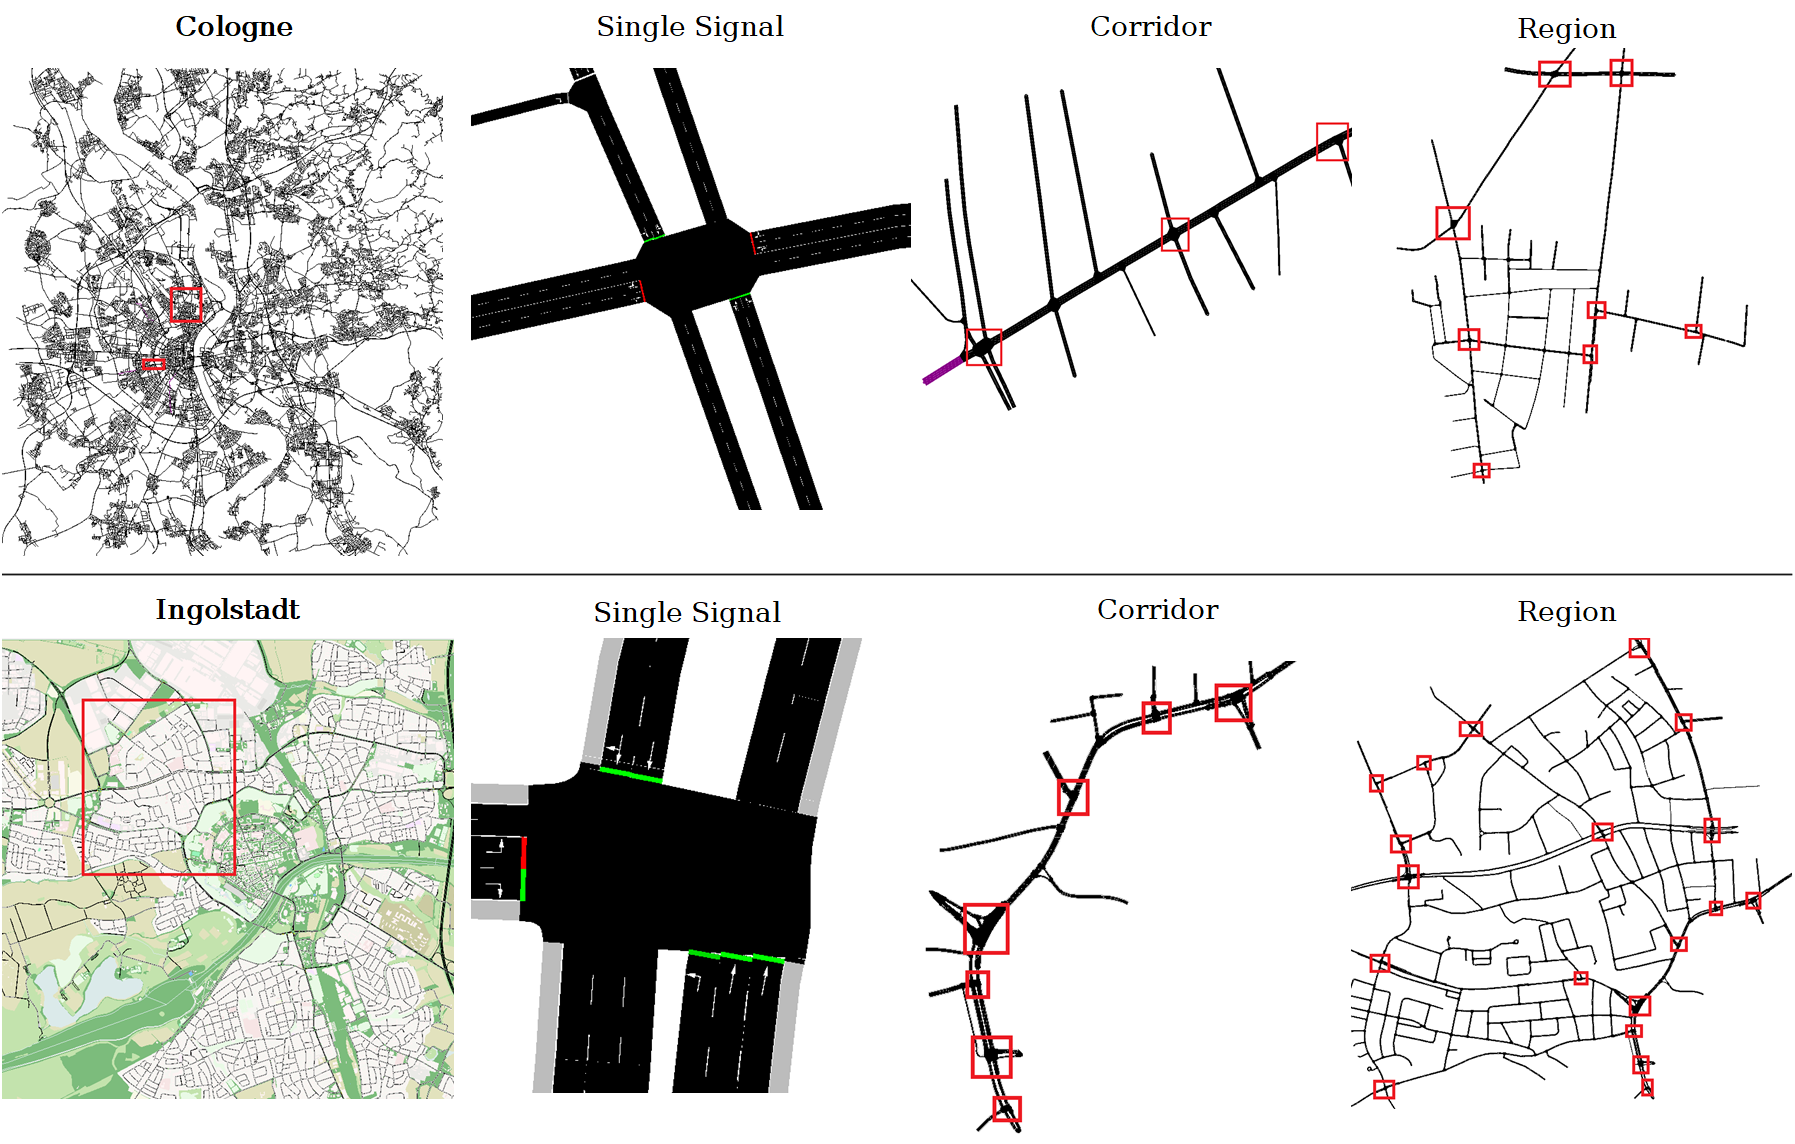 Cologne
Single Signal
Corridor
Region
Ingolstadt
Single Signal
Corridor
Region